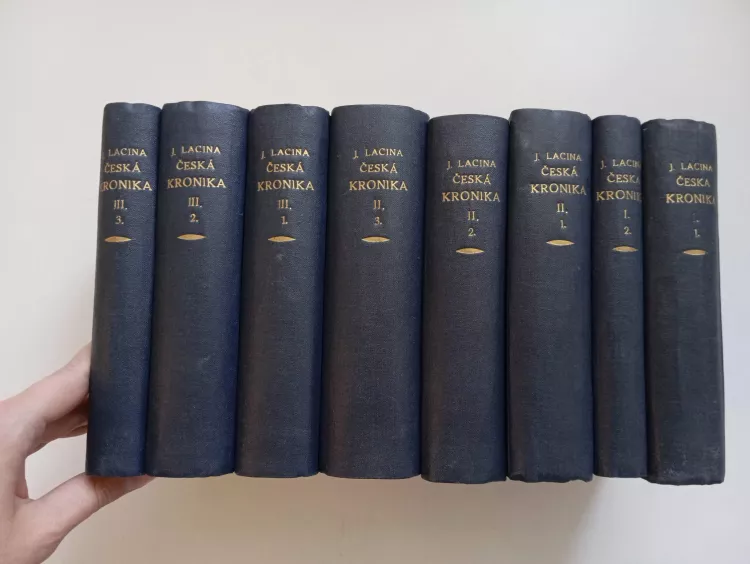 J. LACINA
ČESKÁ
KRONIKA
III.
3.
J. LACINA
ČESKÁ
KRONIKA
III.
2.
J. LACINA
ČESKÁ
KRONIKA
III.
1.
J. LACINA
ČESKÁ
KRONIKA
II.
3.
J. LACINA
ČESKÁ
KRONIKA
II.
2.
J. LACINA
ČESKÁ
KRONIKA
II.
1.
J. LACINA
ČESKÁ
KRONIKA
I.
2.
J. LACINA
ČESKÁ
KRONIKA
I.
1.